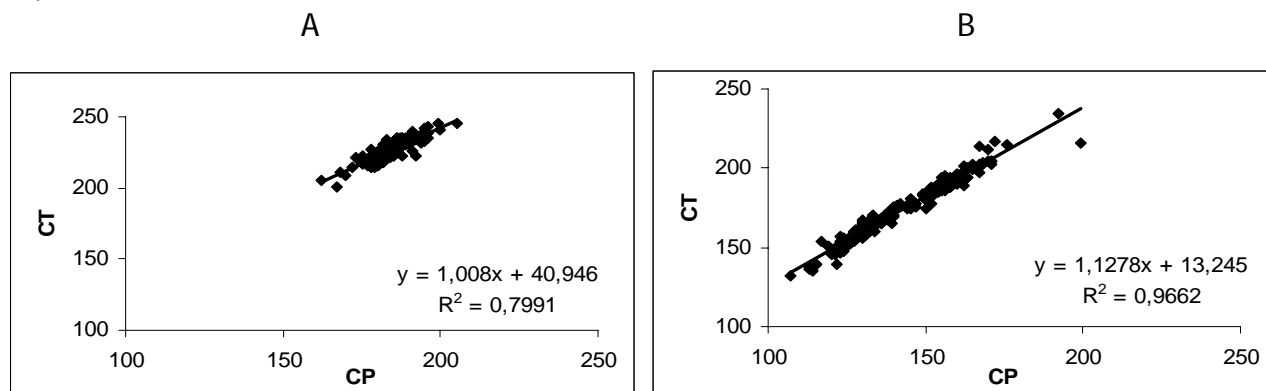 A
250
200
150
100
CT
y = 1,008x + 40,946
R² = 0,7991
100 150 200 250
CP
B
250
200
150
100
CT
y = 1,1278x + 13,245
R² = 0,9662
100 150 200 250
CP